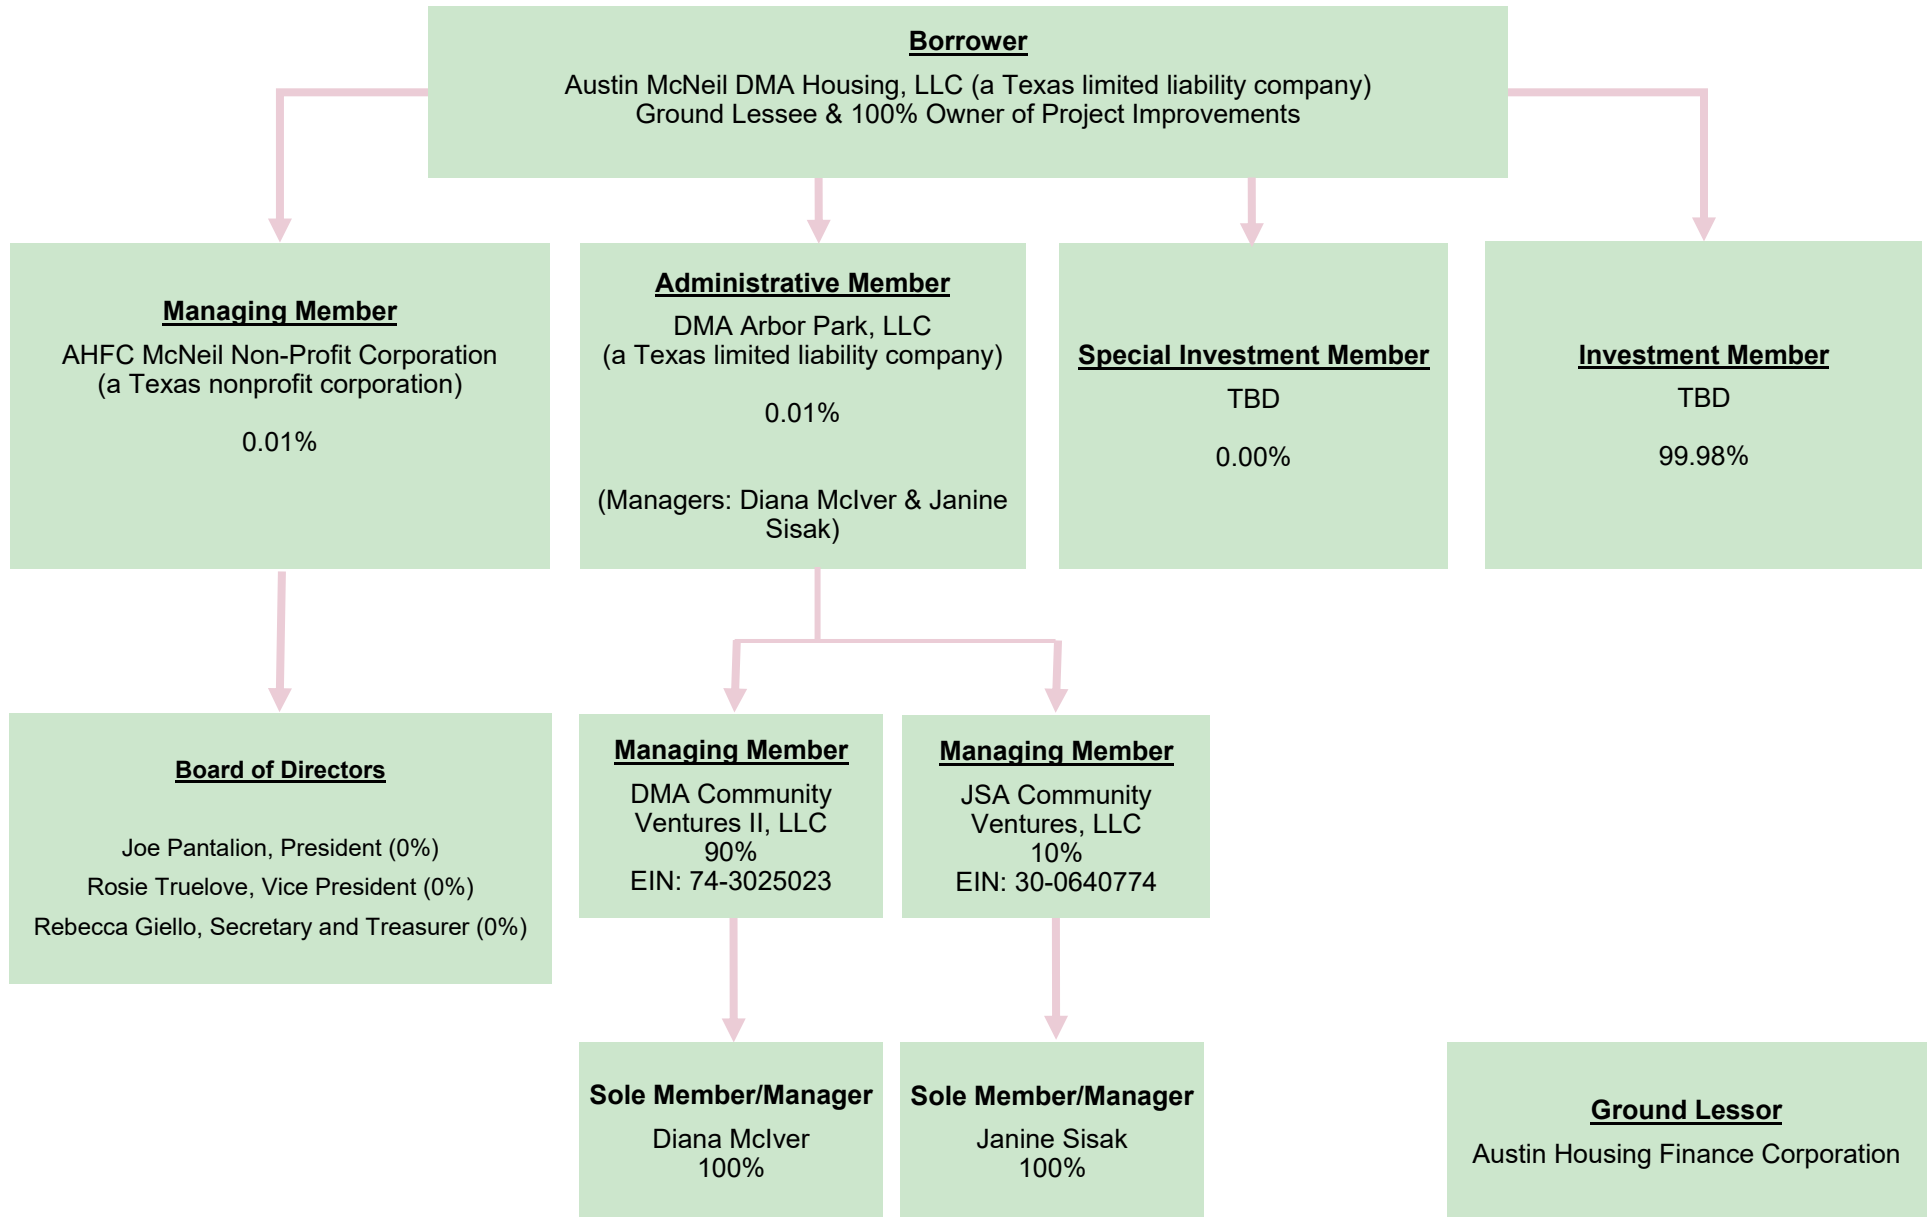 Borrower
Austin McNeil DMA Housing, LLC (a Texas limited liability company)
Ground Lessee & 100% Owner of Project Improvements
Managing Member
AHFC McNeil Non-Profit Corporation
(a Texas nonprofit corporation)
0.01%
Administrative Member
DMA Arbor Park, LLC
(a Texas limited liability company)
0.01%
(Managers: Diana McIver & Janine
Sisak)
Special Investment Member
TBD
0.00%
Investment Member
TBD
99.98%
Board of Directors
Joe Pantalion, President (0%)
Rosie Truelove, Vice President (0%)
Rebecca Giello, Secretary and Treasurer (0%)
Managing Member
DMA Community
Ventures II, LLC
90%
EIN: 74-3025023
Managing Member
JSA Community
Ventures, LLC
10%
EIN: 30-0640774
Sole Member/Manager
Diana McIver
100%
Sole Member/Manager
Janine Sisak
100%
Ground Lessor
Austin Housing Finance Corporation